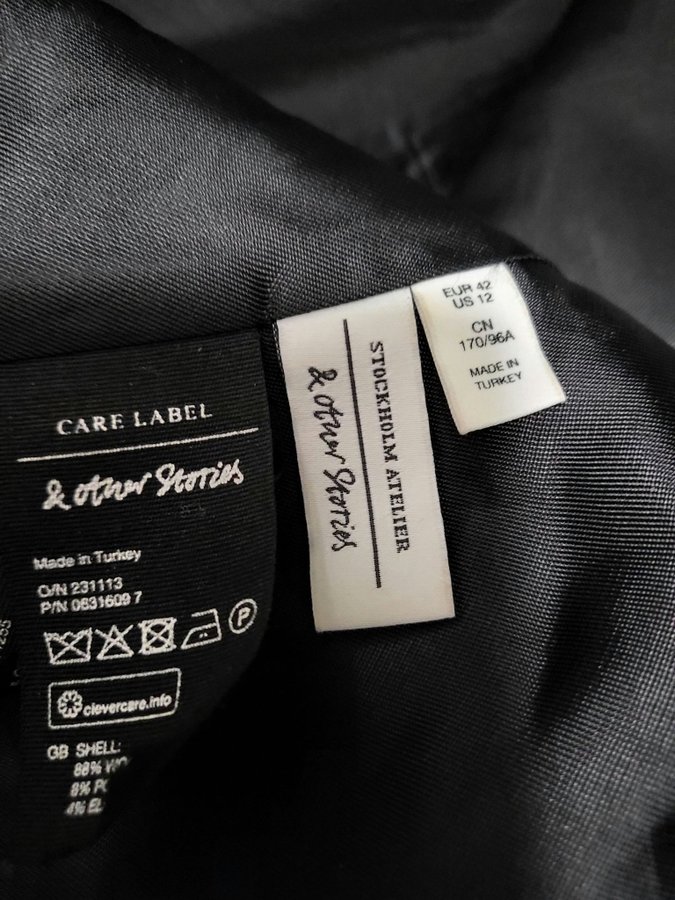 CARE LABEL
& other Stories
Made in Turkey
O/N 231113
P/N 0631609 7
P
clevercare.info
GB SHELL:
88%
8%
4%
STOCKHOLM ATELIER
& other Stories
EUR 42
US 12
CN
170/96A
MADE IN
TURKEY